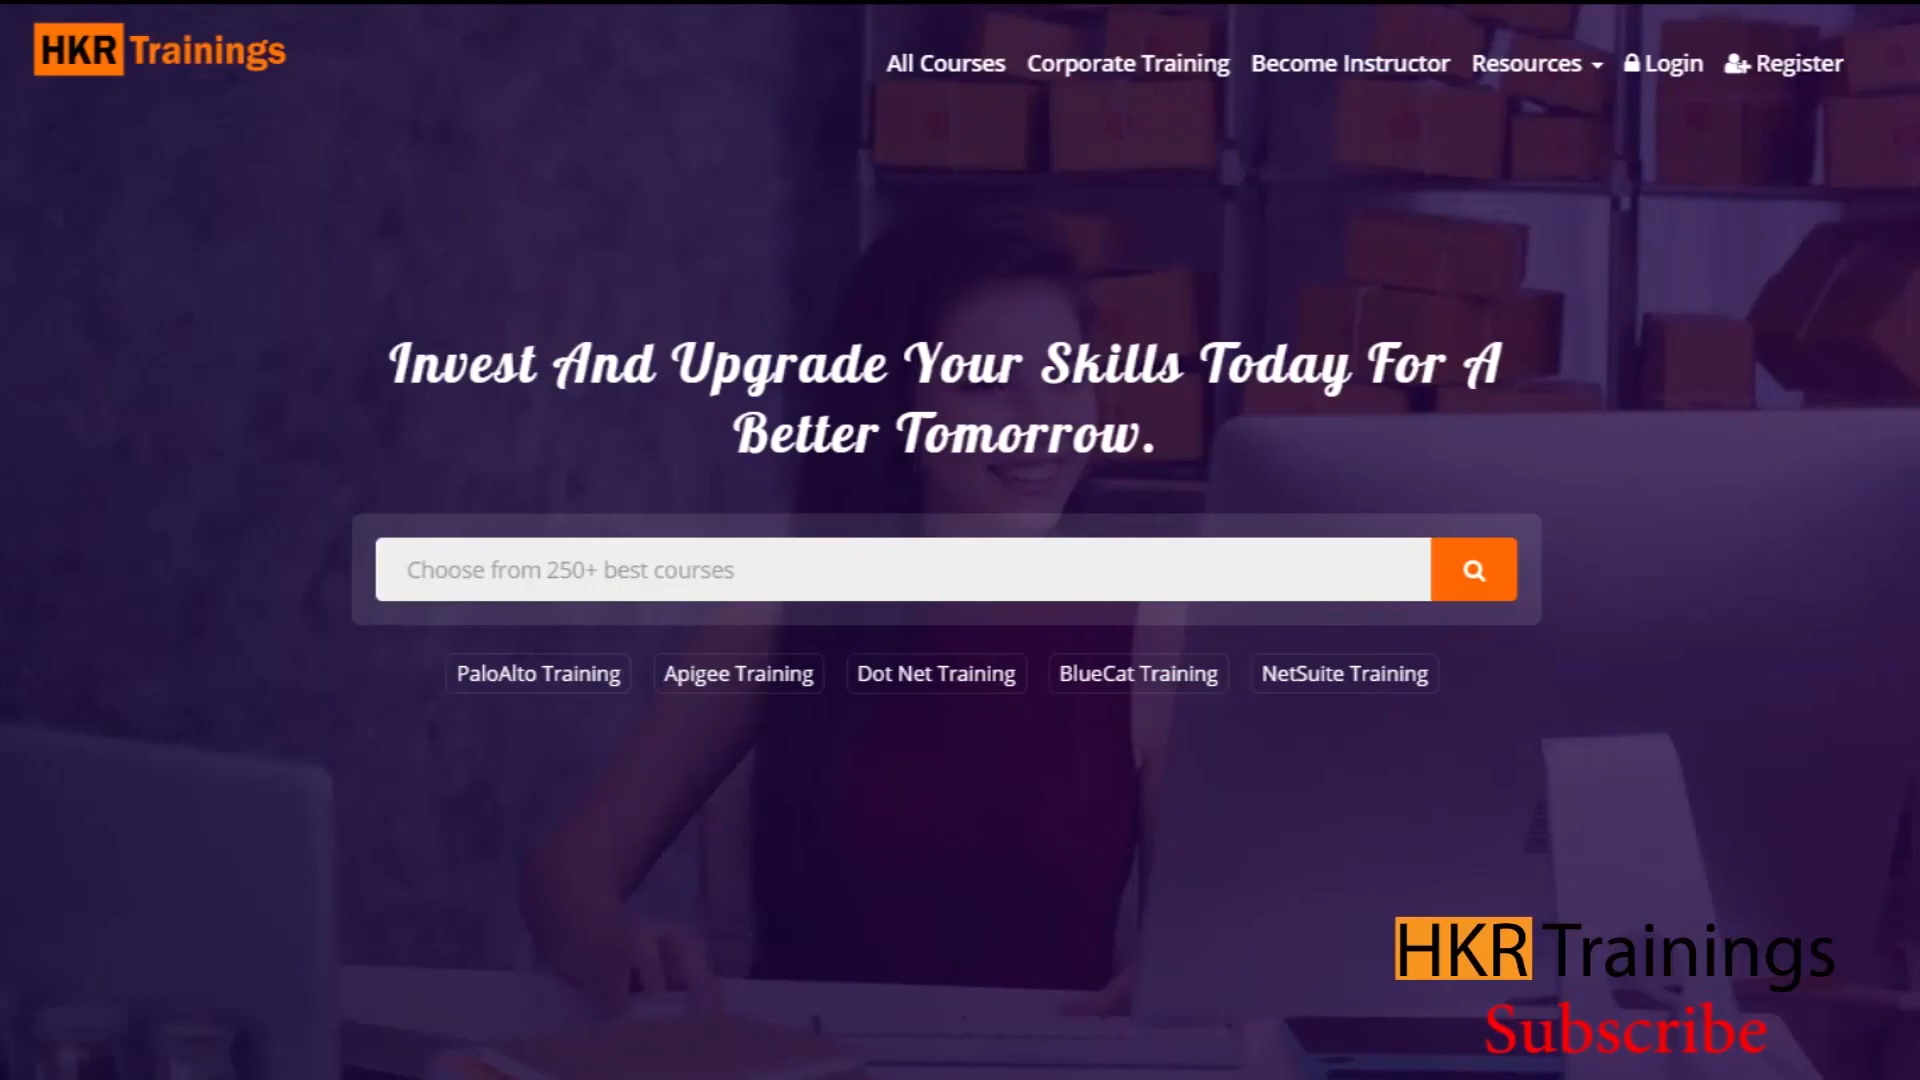 HKR Trainings
All Courses Corporate Training Become Instructor Resources Login Register
Invest And Upgrade Your Skills Today For A
Better Tomorrow.
Choose from 250+ best courses
PaloAlto Training Apigee Training Dot Net Training BlueCat Training NetSuite Training
HKR Trainings
Subscribe